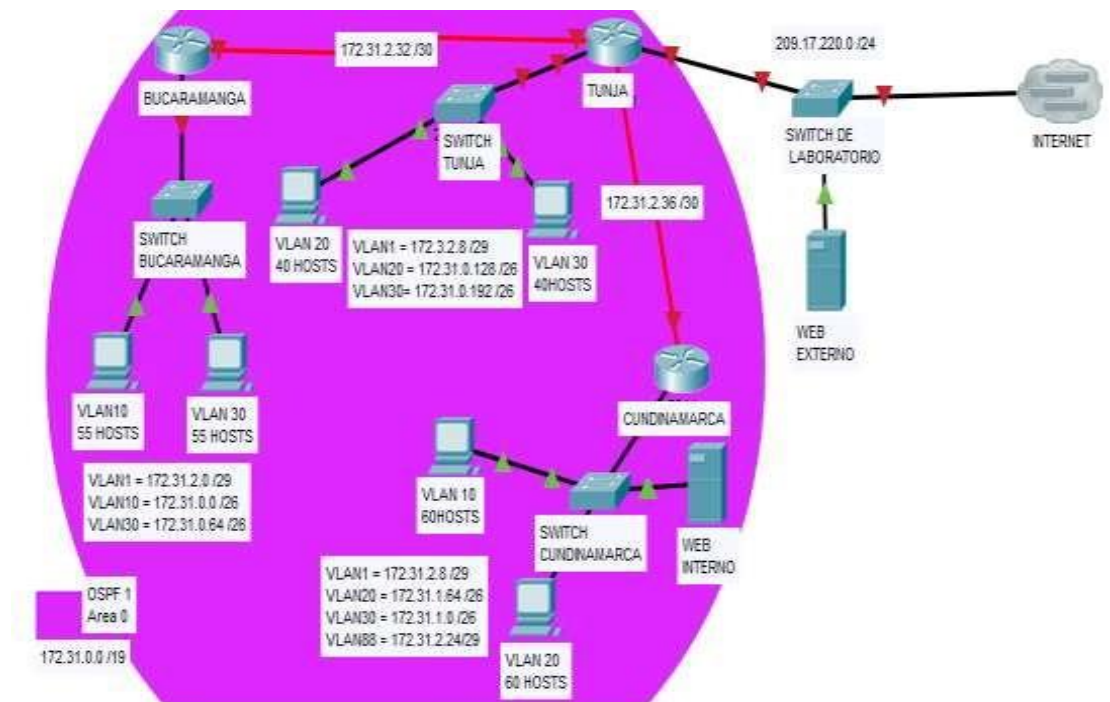 172.31.2.32 /30
209.17.220.0 /24
BUCARAMANGA
TUNJA
SWITCH DE
LABORATORIO
INTERNET
SWITCH
TUNJA
172.31.2.36 /30
SWITCH
BUCARAMANGA
VLAN 20
40 HOSTS
VLAN1 = 172.3.2.8 /29
VLAN20 = 172.31.0.128 /26
VLAN30= 172.31.0.192 /26
VLAN 30
40HOSTS
WEB
EXTERNO
VLAN10
55 HOSTS
VLAN 30
55 HOSTS
CUNDINAMARCA
VLAN1 = 172.31.2.0 /29
VLAN10 = 172.31.0.0 /26
VLAN30 = 172.31.0.64 /26
VLAN 10
60HOSTS
SWITCH
CUNDINAMARCA
WEB
INTERNO
VLAN1 = 172.31.2.8 /29
VLAN20 = 172.31.1.64 /26
VLAN30 = 172.31.1.0 /26
VLAN88 = 172.31.2.24/29
OSPF 1
Area 0
172.31.0.0 /19
VLAN 20
60 HOSTS